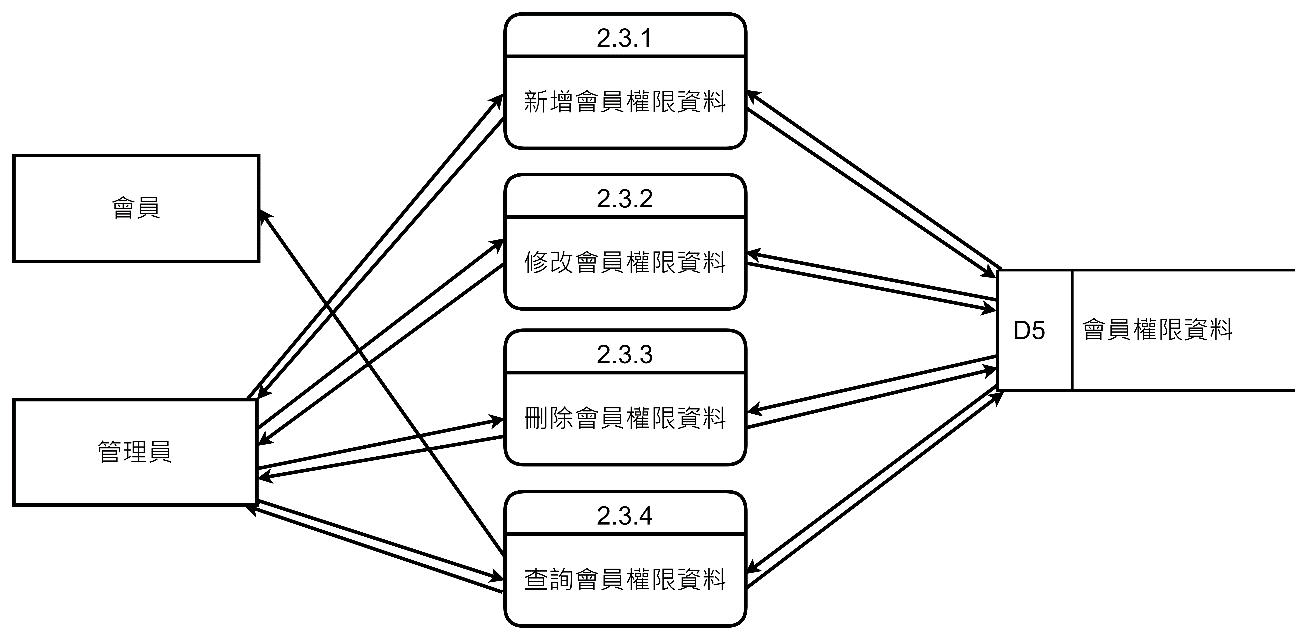 2.3.1
新增會員權限資料
會員
2.3.2
修改會員權限資料
D5
會員權限資料
2.3.3
刪除會員權限資料
管理員
2.3.4
查詢會員權限資料